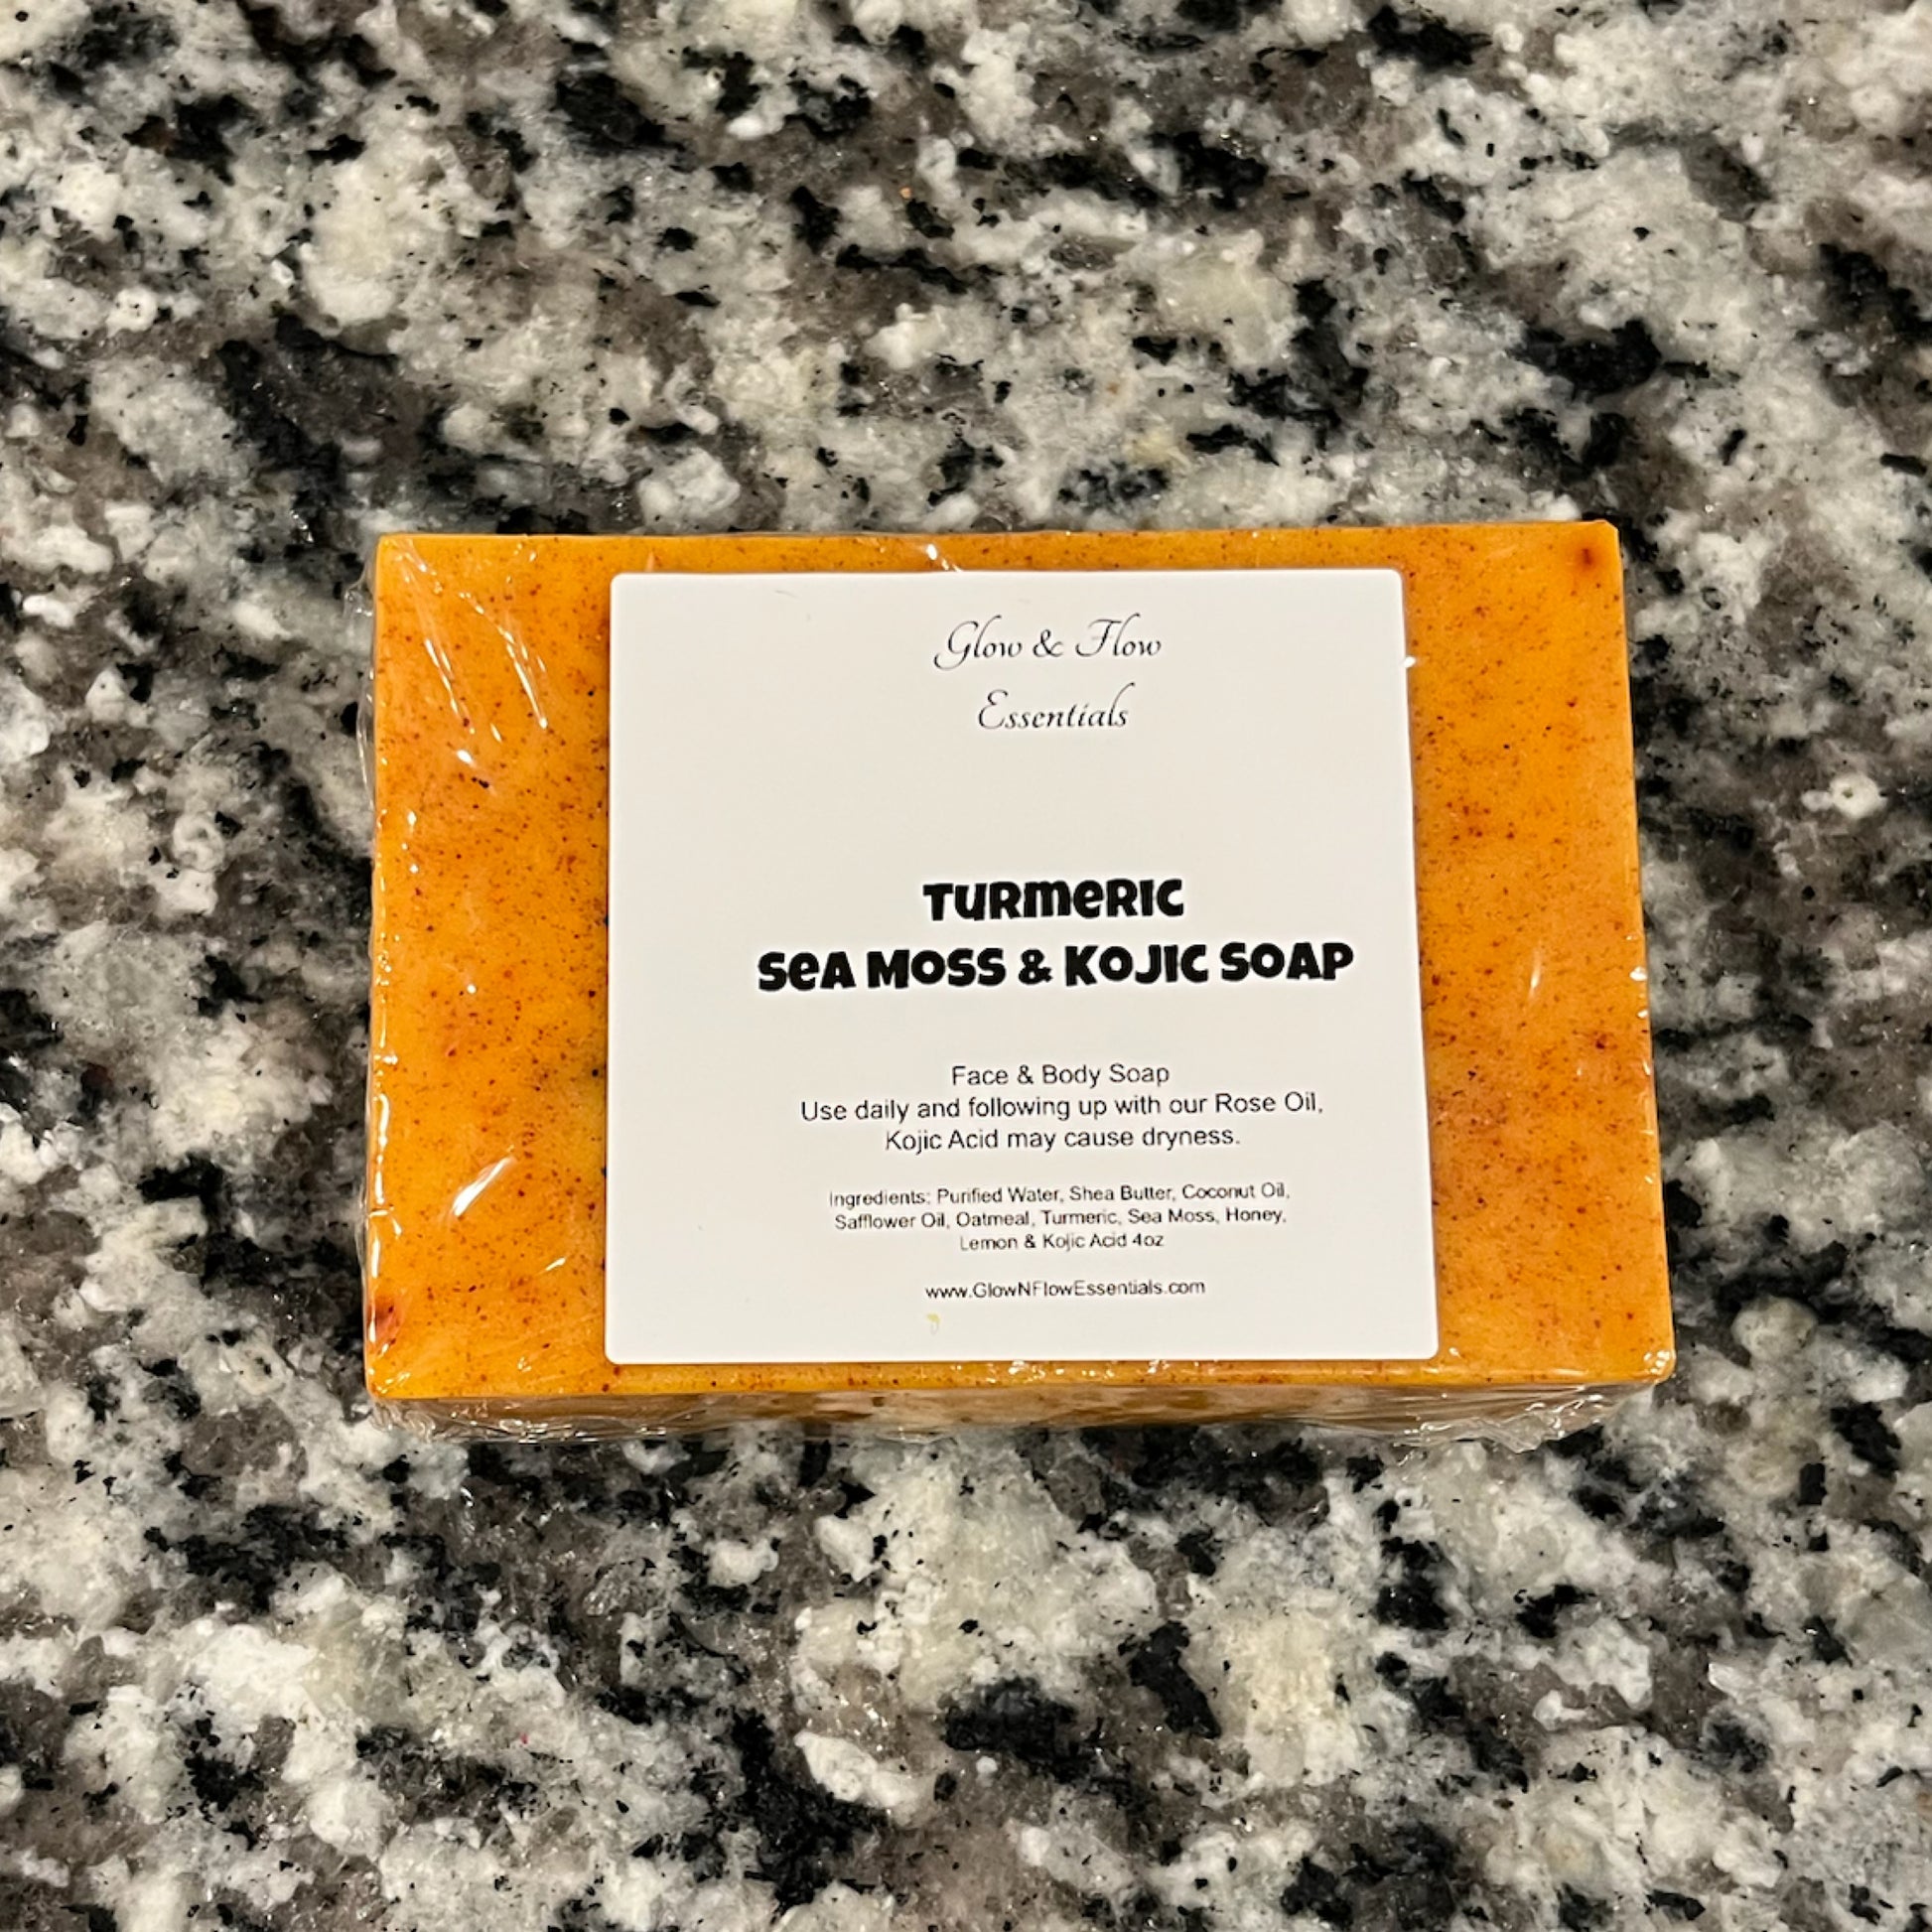 Glow & Flow
Essentials
TURMERIC
SEA MOSS & KOJIC SOAP
Face & Body Soap
Use daily and following up with our Rose Oil,
Kojic Acid may cause dryness.
Ingredients: Purified Water, Shea Butter, Coconut Oil,
Safflower Oil, Oatmeal, Turmeric, Sea Moss, Honey,
Lemon & Kojic Acid 4oz
www.GlowNFlowEssentials.com